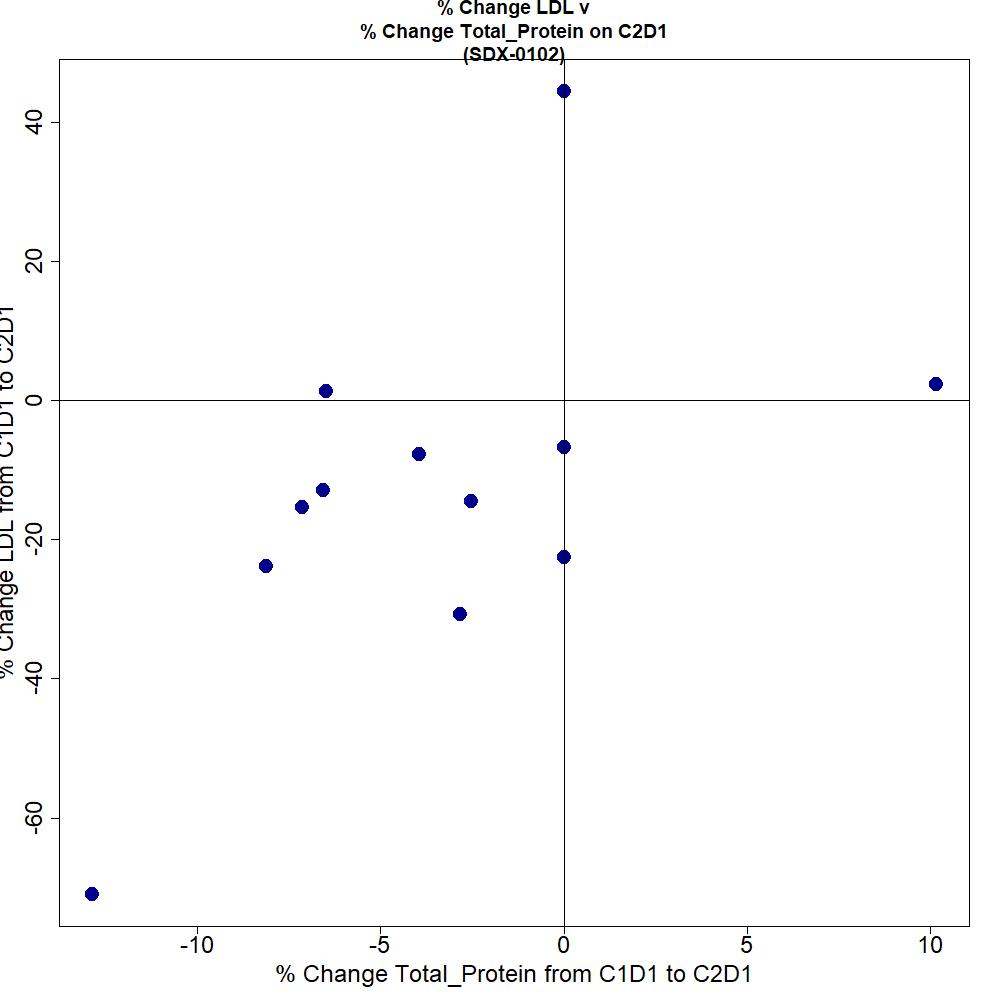 % Change LDL v
% Change Total_Protein on C2D1
(SDX-0102)
% Change LDL from C1D1 to C2D1
40
20
0
-20
-40
-60
-10
-5
0
5
10
% Change Total_Protein from C1D1 to C2D1